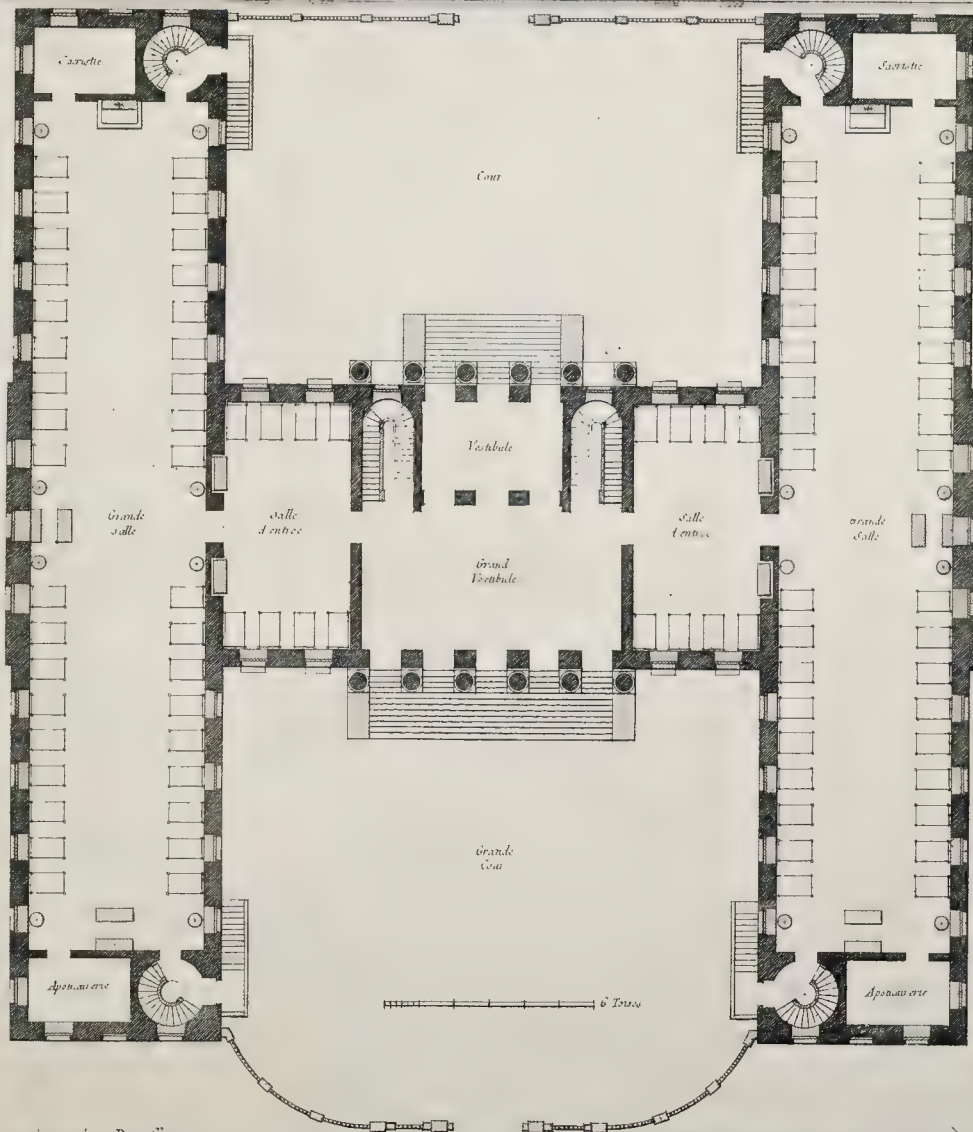 Sacristie
Sacristie
Cour
Vestibule
Grande
Salle
Salle
d'entrée
Salle
d'entrée
Grande
Salle
Grand
Vestibule
Grande
Cour
Apoticairerie
6 Toises
Apoticairerie